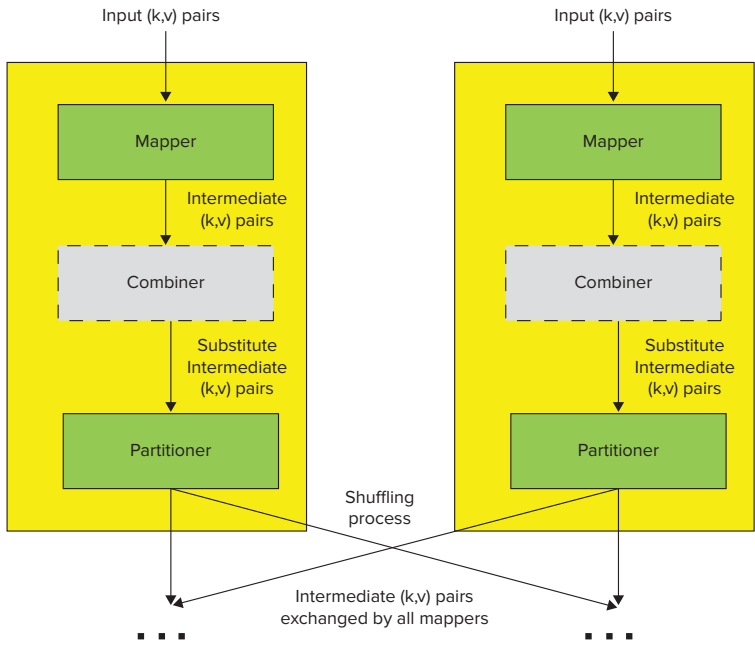 Input (k,v) pairs
Input (k,v) pairs
Mapper
Mapper
Intermediate
(k,v) pairs
Intermediate
(k,v) pairs
Combiner
Combiner
Substitute
Intermediate
(k,v) pairs
Substitute
Intermediate
(k,v) pairs
Partitioner
Partitioner
Shuffling
process
Intermediate (k,v) pairs
exchanged by all mappers
. . .
. . .